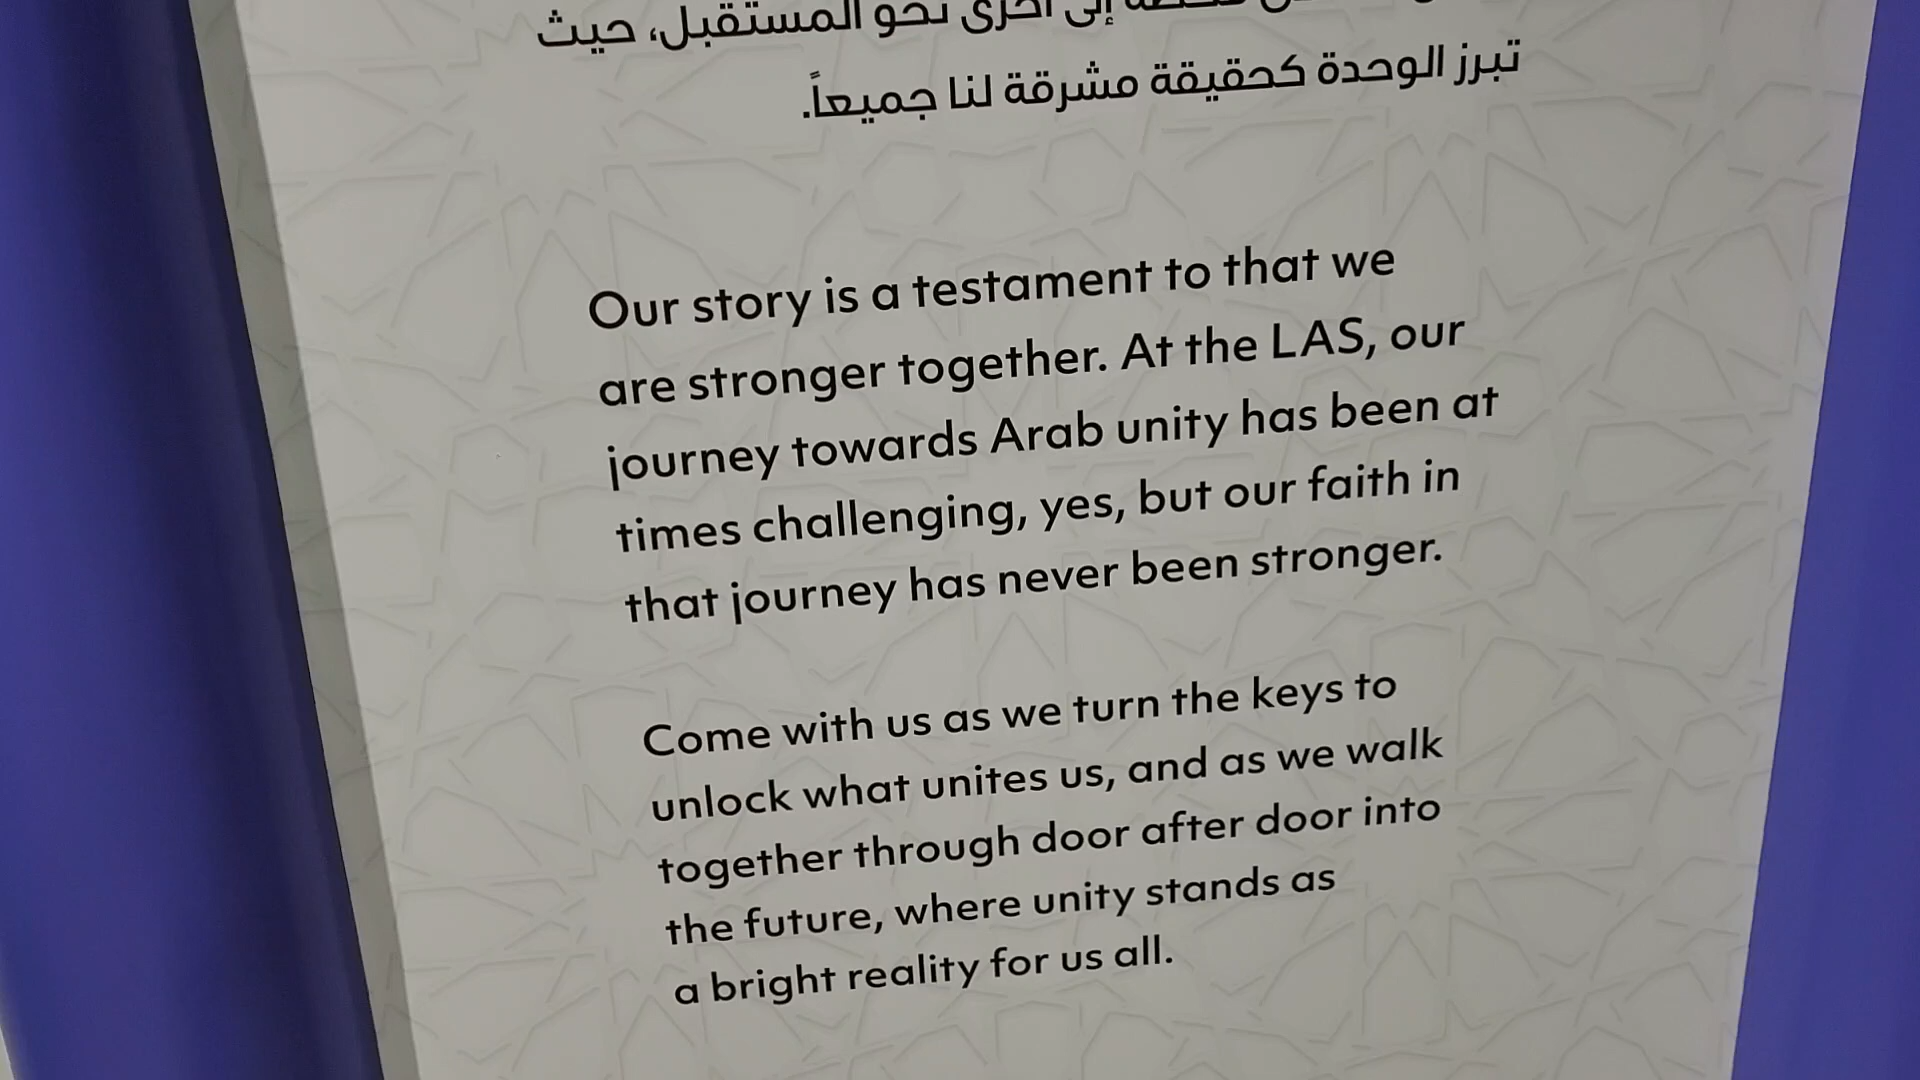 إلى أخرى نحو المستقبل، حيث
تبرز الوحدة كحقيقة مشرقة لنا جميعاً.
Our story is a testament to that we
are stronger together. At the LAS, our
journey towards Arab unity has been at
times challenging, yes, but our faith in
that journey has never been stronger.
Come with us as we turn the keys to
unlock what unites us, and as we walk
together through door after door into
the future, where unity stands as
a bright reality for us all.